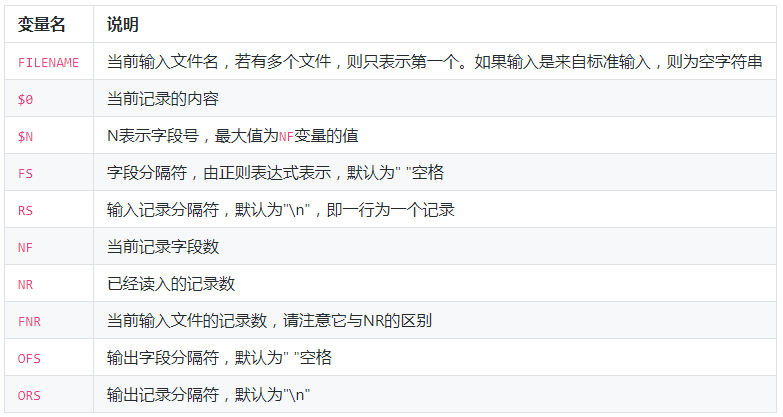 变量名 说明
FILENAME 当前输入文件名，若有多个文件，则只表示第一个。如果输入是来自标准输入，则为空字符串
$0 当前记录的内容
$N N表示字段号，最大值为NF变量的值
FS 字段分隔符，由正则表达式表示，默认为" "空格
RS 输入记录分隔符，默认为"\n"，即一行为一个记录
NF 当前记录字段数
NR 已经读入的记录数
FNR 当前输入文件的记录数，请注意它与NR的区别
OFS 输出字段分隔符，默认为" "空格
ORS 输出记录分隔符，默认为"\n"